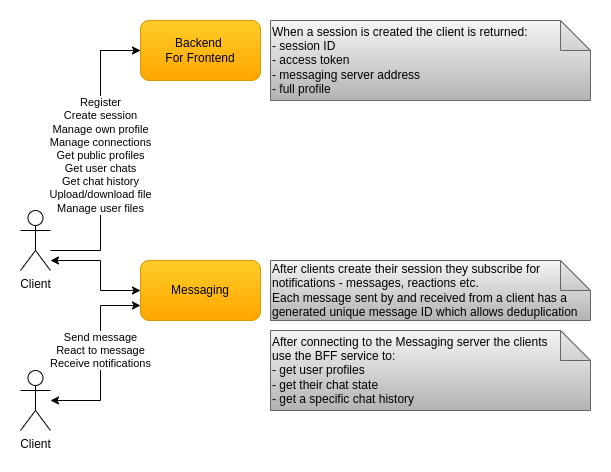 Backend
For Frontend
When a session is created the client is returned:
- session ID
- access token
- messaging server address
- full profile
Register
Create session
Manage own profile
Manage connections
Get public profiles
Get user chats
Get chat history
Upload/download file
Manage user files
Client
Messaging
After clients create their session they subscribe for
notifications - messages, reactions etc.
Each message sent by and received from a client has a
generated unique message ID which allows deduplication
Send message
React to message
Receive notifications
After connecting to the Messaging server the clients
use the BFF service to:
- get user profiles
- get their chat state
- get a specific chat history
Client